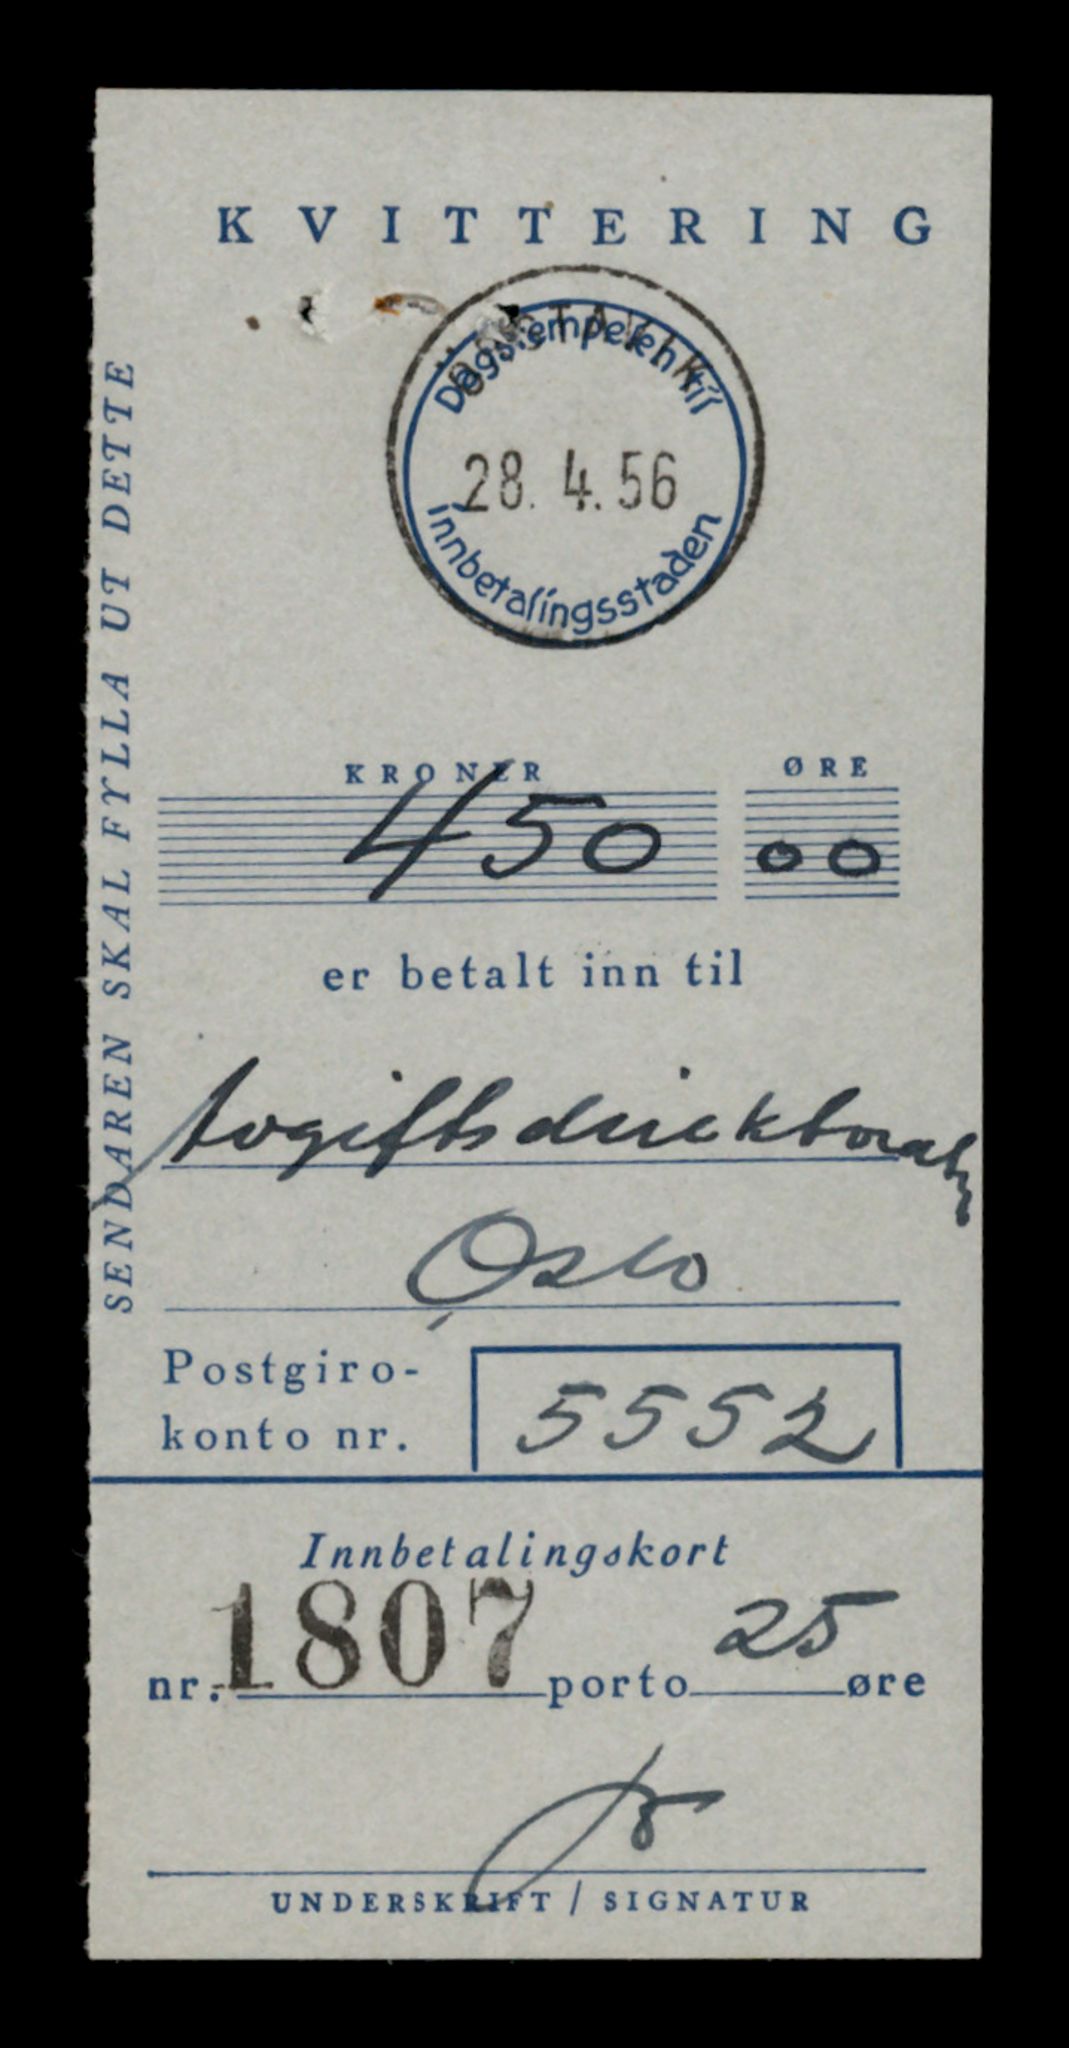 KVITTERING
Dagstempelen til
28. 4. 56
innbetalingsstaden
SENDAREN SKAL FYLLA UT DETTE
KRONER ØRE
450 00
er betalt inn til
Avgiftsdirektoratet
Oslo
Postgiro-
konto nr. 5552
Innbetalingskort
nr. 1807 porto 25 øre
UNDERSKRIFT / SIGNATUR